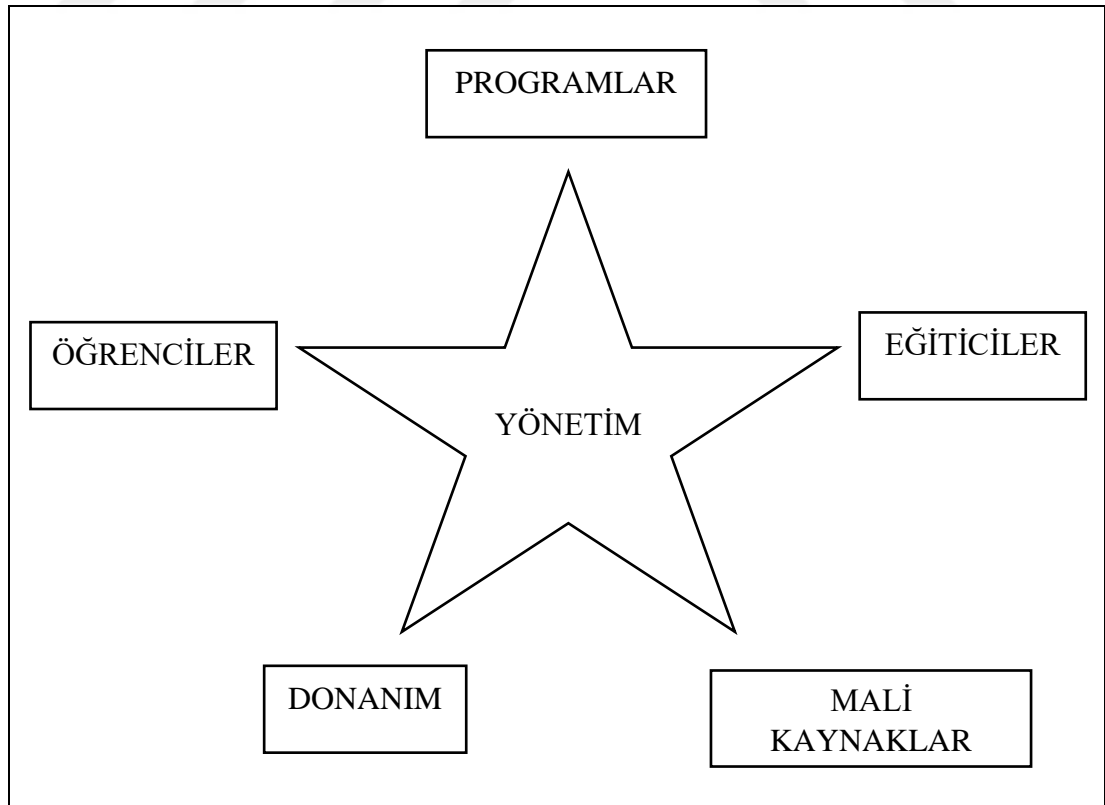 PROGRAMLAR
ÖĞRENCİLER
EĞİTİCİLER
YÖNETİM
DONANIM
MALİ
KAYNAKLAR